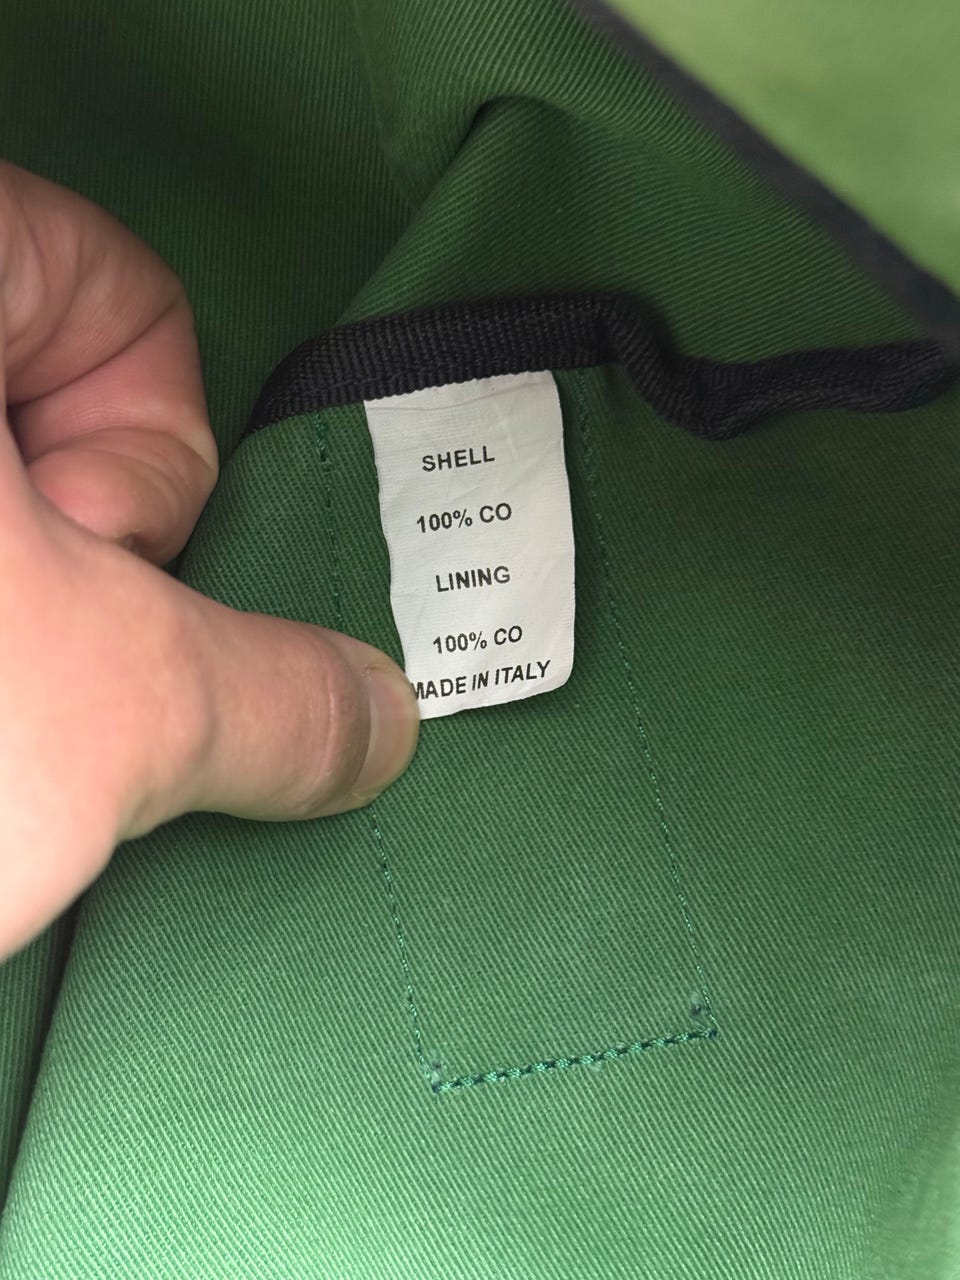 SHELL
100% CO
LINING
100% CO
MADE IN ITALY